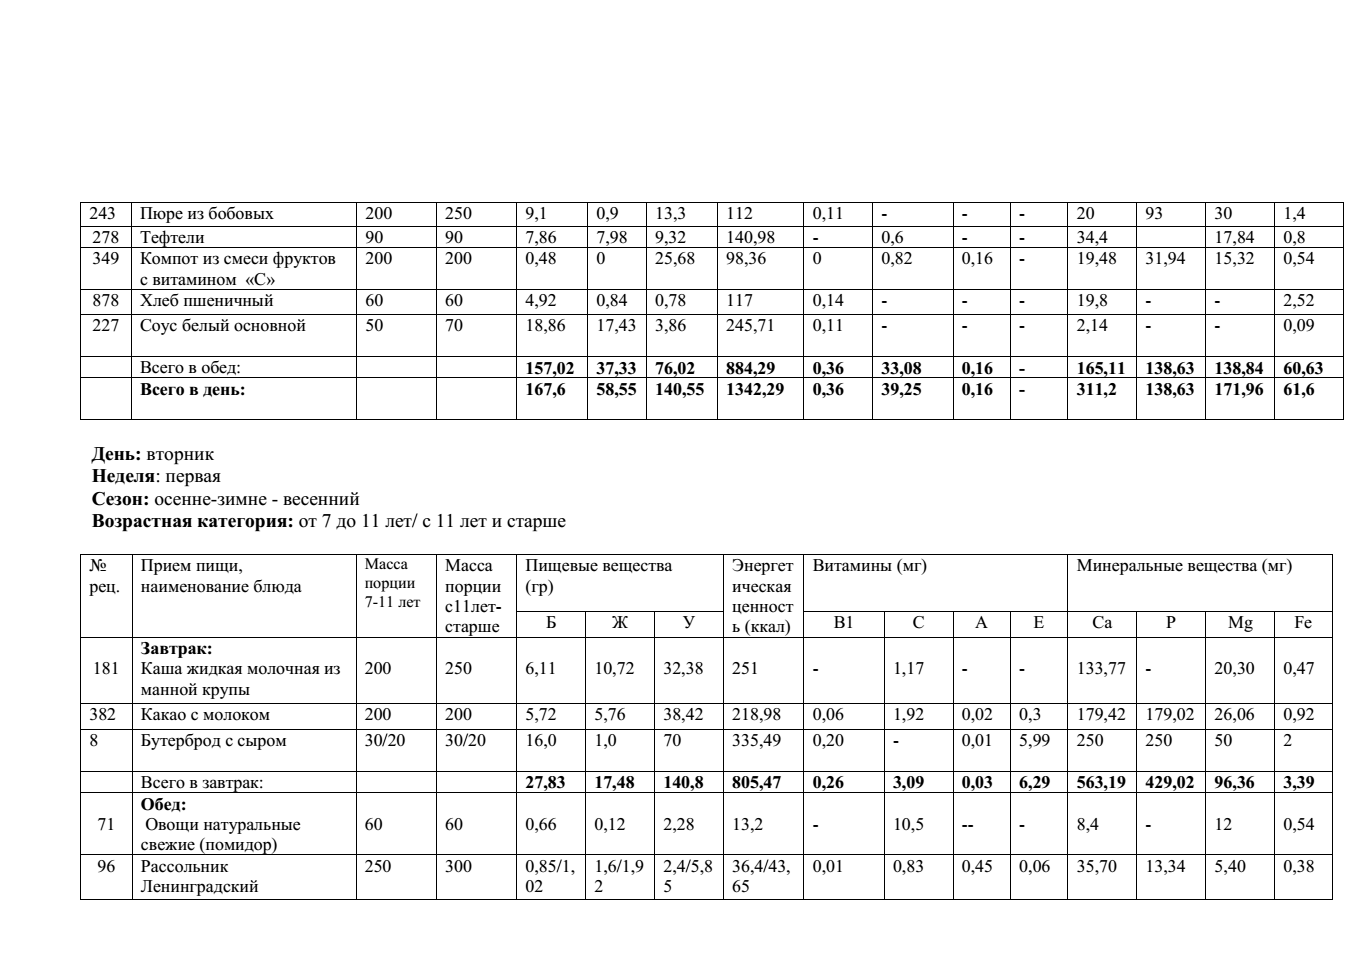 243 Пюре из бобовых 200 250 9,1 0,9 13,3 112 0,11 - - - 20 93 30 1,4
278 Тефтели 90 90 7,86 7,98 9,32 140,98 - 0,6 - - 34,4 17,84 0,8
349 Компот из смеси фруктов 200 200 0,48 0 25,68 98,36 0 0,82 0,16 - 19,48 31,94 15,32 0,54
с витамином «С»
878 Хлеб пшеничный 60 60 4,92 0,84 0,78 117 0,14 - - - 19,8 - - 2,52
227 Соус белый основной 50 70 18,86 17,43 3,86 245,71 0,11 - - - 2,14 - - 0,09
Всего в обед: 157,02 37,33 76,02 884,29 0,36 33,08 0,16 - 165,11 138,63 138,84 60,63
Всего в день: 167,6 58,55 140,55 1342,29 0,36 39,25 0,16 - 311,2 138,63 171,96 61,6
День: вторник
Неделя: первая
Сезон: осенне-зимне - весенний
Возрастная категория: от 7 до 11 лет/ с 11 лет и старше
№ Прием пищи, Масса Масса Пищевые вещества Энергет Витамины (мг) Минеральные вещества (мг)
рец. наименование блюда порции порции (гр) ическая
7-11 лет с11лет- ценност
старше Б Ж У ь (ккал) В1 С А Е Са Р Mg Fe
Завтрак:
181 Каша жидкая молочная из 200 250 6,11 10,72 32,38 251 - 1,17 - - 133,77 - 20,30 0,47
манной крупы
382 Какао с молоком 200 200 5,72 5,76 38,42 218,98 0,06 1,92 0,02 0,3 179,42 179,02 26,06 0,92
8 Бутерброд с сыром 30/20 30/20 16,0 1,0 70 335,49 0,20 - 0,01 5,99 250 250 50 2
Всего в завтрак: 27,83 17,48 140,8 805,47 0,26 3,09 0,03 6,29 563,19 429,02 96,36 3,39
Обед:
71 Овощи натуральные 60 60 0,66 0,12 2,28 13,2 - 10,5 -- - 8,4 - 12 0,54
свежие (помидор)
96 Рассольник 250 300 0,85/1, 1,6/1,9 2,4/5,8 36,4/43, 0,01 0,83 0,45 0,06 35,70 13,34 5,40 0,38
Ленинградский 02 2 5 65